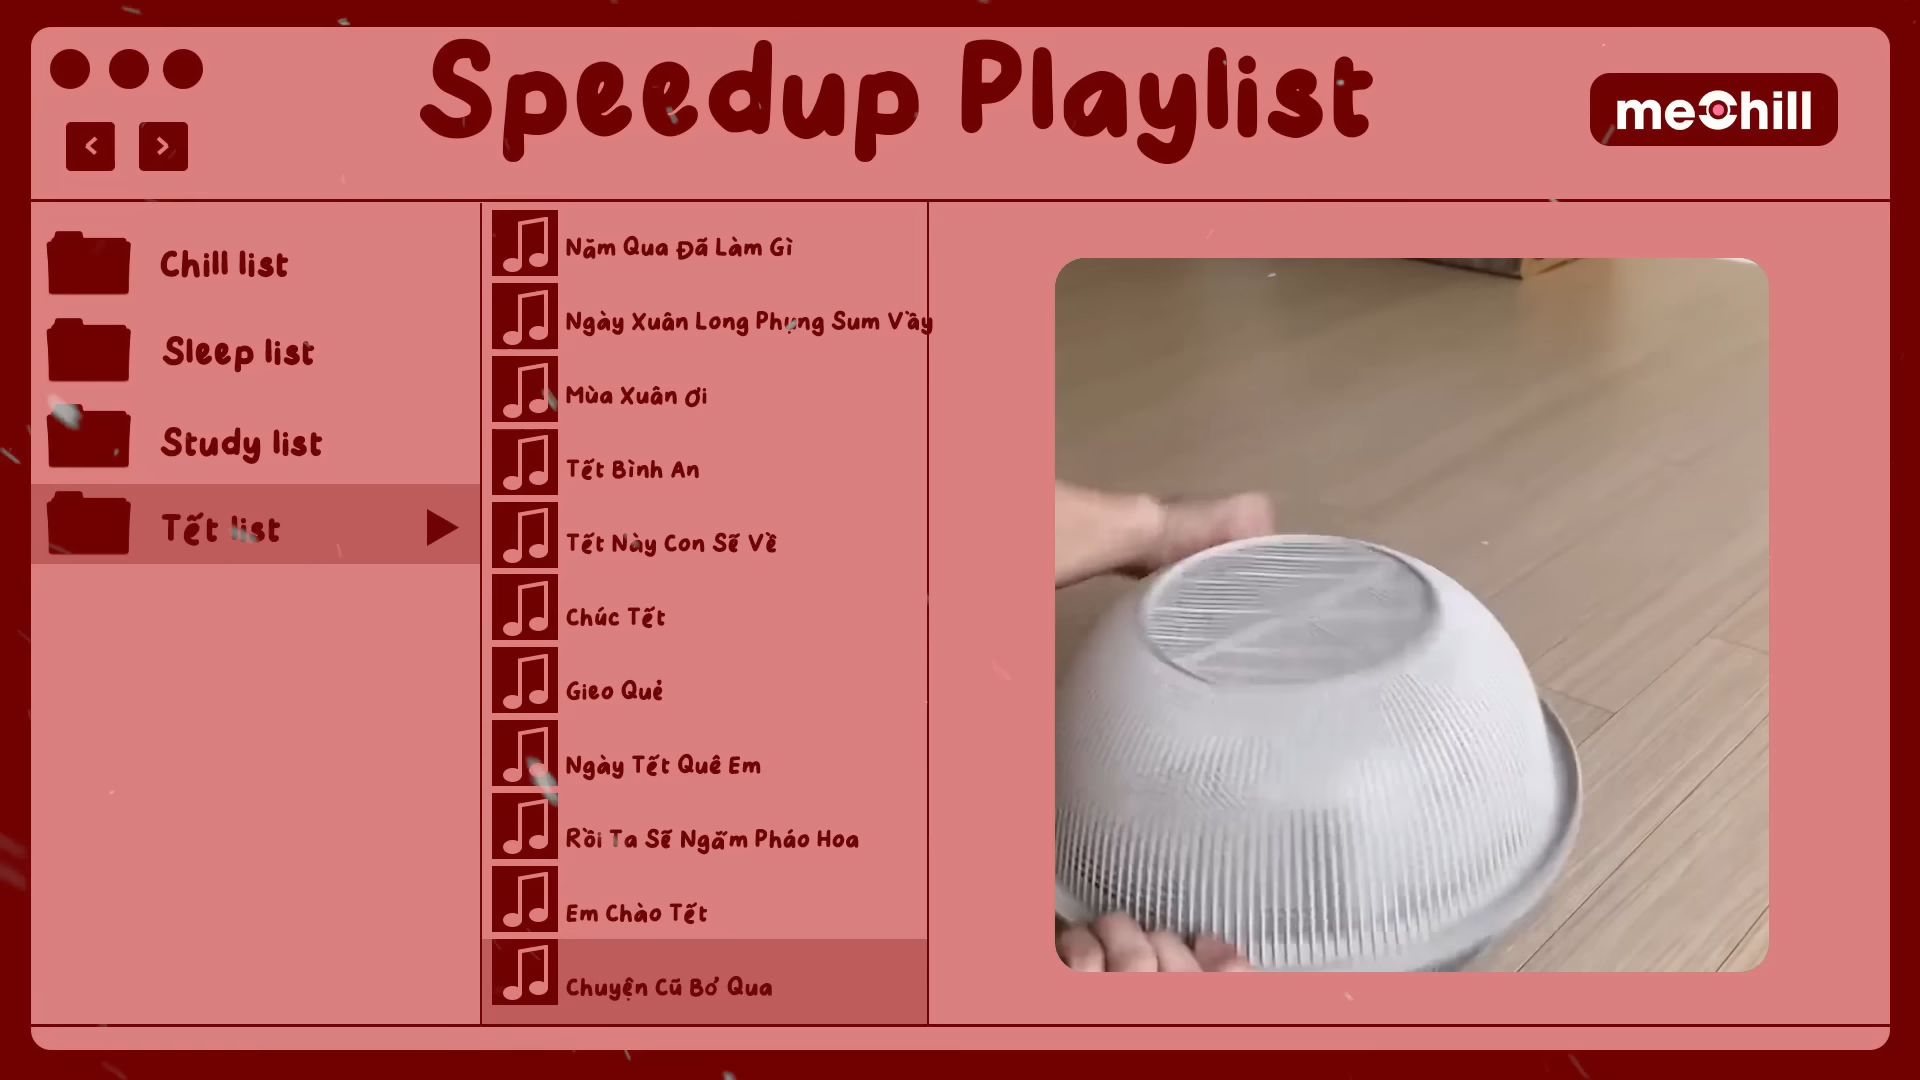 Speedup Playlist
mechill
Chill list
Sleep list
Study list
Tết list
Năm Qua Đã Làm Gì
Ngày Xuân Long Phụng Sum Vầy
Mùa Xuân ơi
Tết Bình An
Tết Này Con Sẽ Về
Chúc Tết
Gieo Quẻ
Ngày Tết Quê Em
Rồi Ta Sẽ Ngắm Pháo Hoa
Em Chào Tết
Chuyện Cũ Bỏ Qua